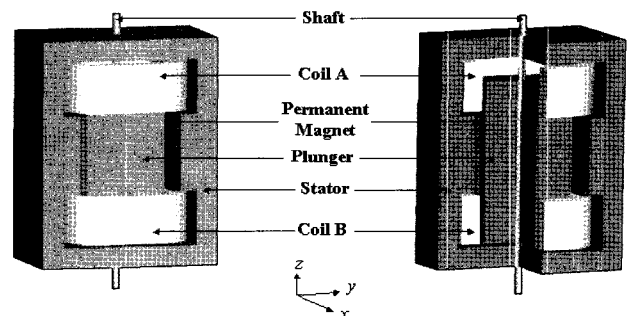 Shaft
Coil A
Permanent
Magnet
Plunger
Stator
Coil B
z
y
x